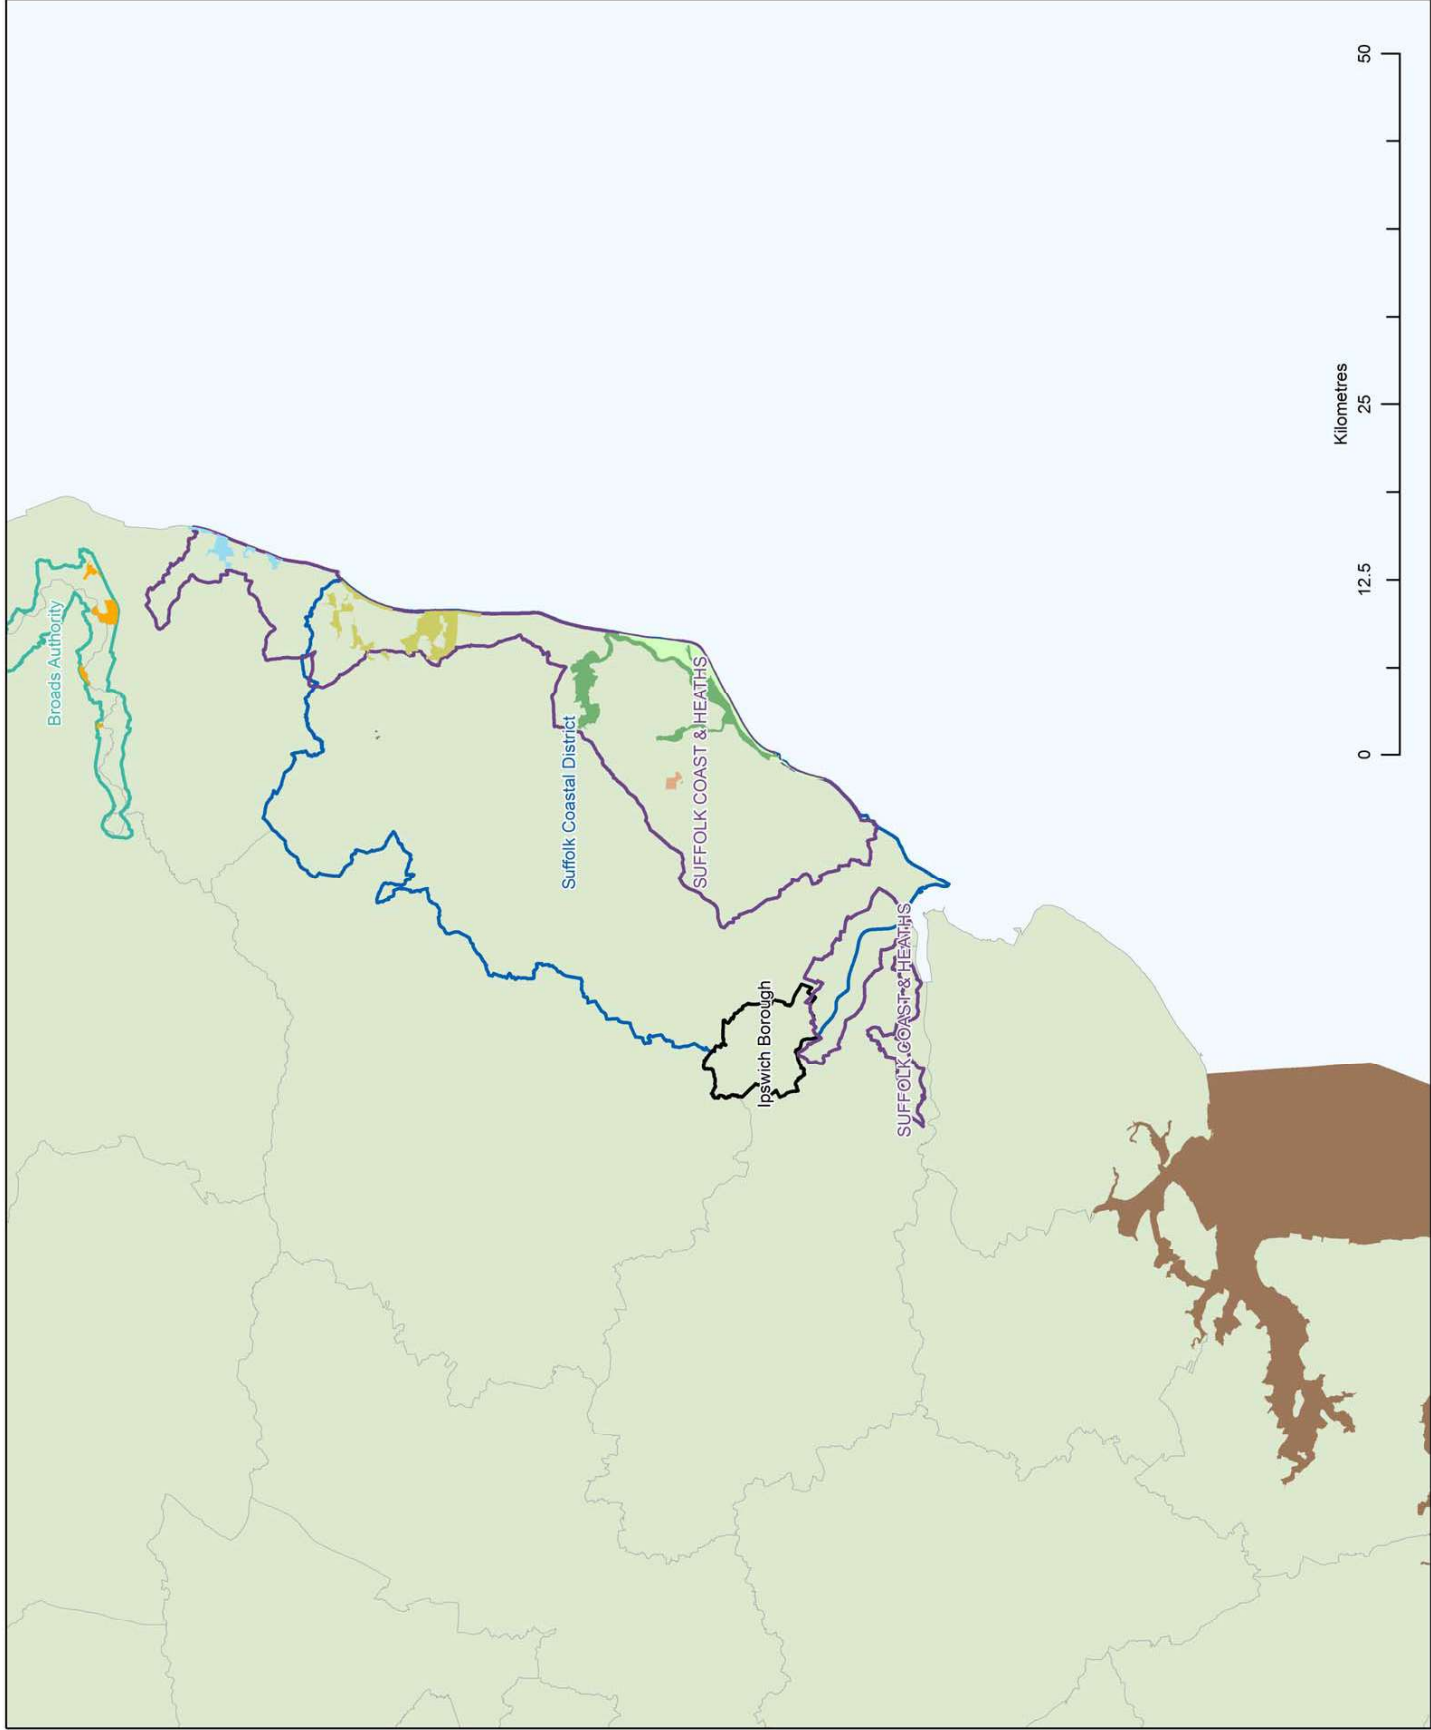 Broads Authority
Suffolk Coastal District
SUFFOLK COAST & HEATHS
Ipswich Borough
SUFFOLK COAST & HEATHS
Kilometres
0
12.5
25
50